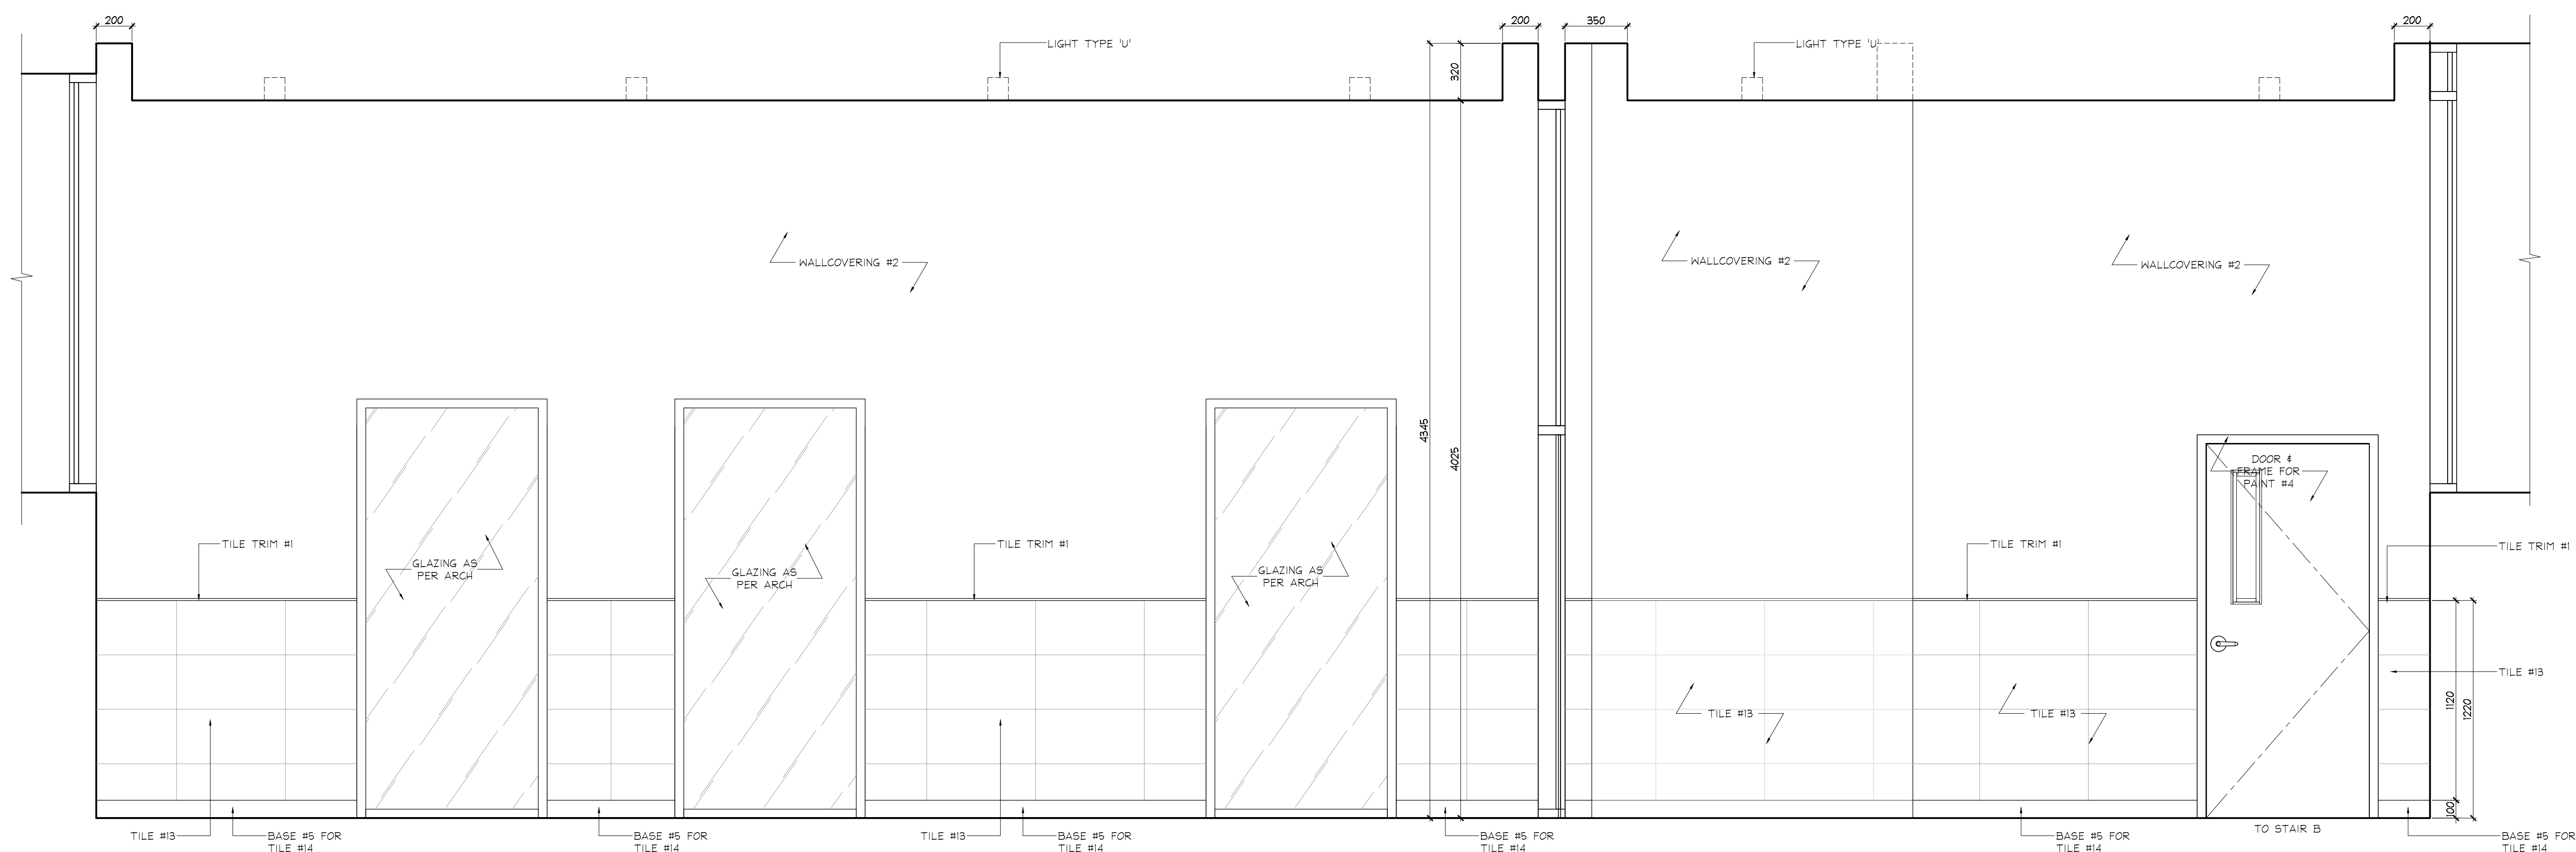 200
200
350
200
LIGHT TYPE 'U'
LIGHT TYPE 'U'
320
4345
4025
WALLCOVERING #2
WALLCOVERING #2
WALLCOVERING #2
DOOR &
FRAME FOR
PAINT #4
TILE TRIM #1
TILE TRIM #1
TILE TRIM #1
TILE TRIM #1
GLAZING AS
PER ARCH
GLAZING AS
PER ARCH
GLAZING AS
PER ARCH
TILE #13
TILE #13
TILE #13
1120
1220
100
TILE #13
BASE #5 FOR
TILE #14
BASE #5 FOR
TILE #14
TILE #13
BASE #5 FOR
TILE #14
BASE #5 FOR
TILE #14
BASE #5 FOR
TILE #14
TO STAIR B
BASE #5 FOR
TILE #14